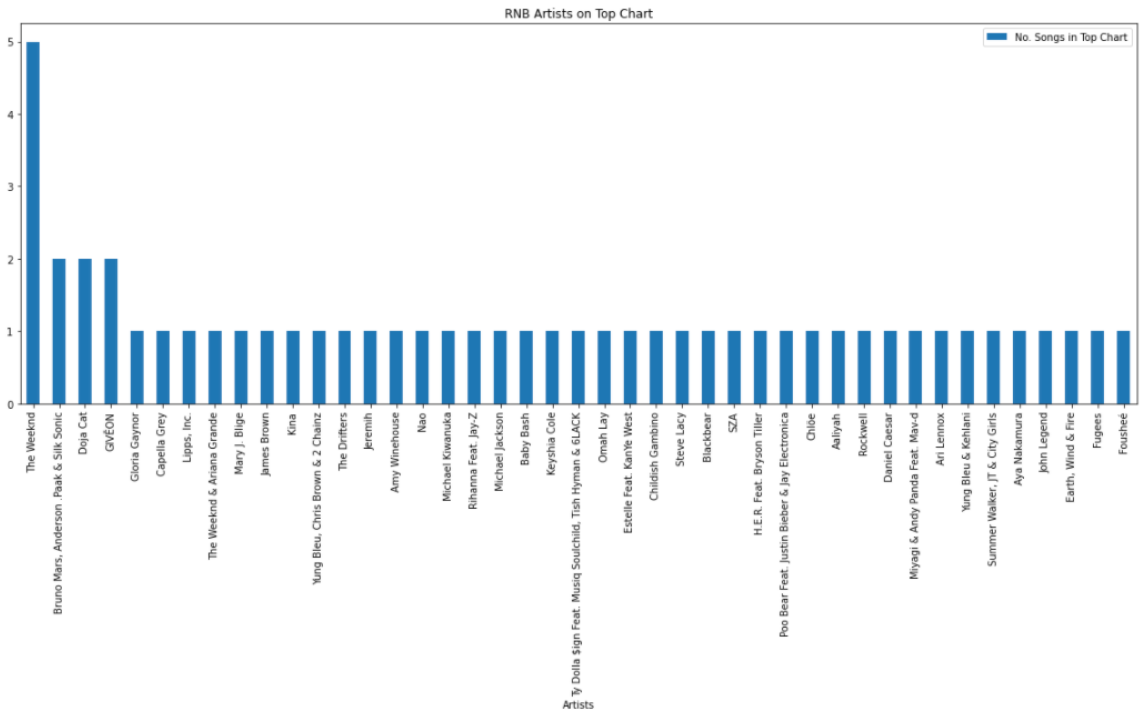 RNB Artists on Top Chart
No. Songs in Top Chart
5
4
3
2
1
0
The Weeknd
Bruno Mars, Anderson .Paak & Silk Sonic
Doja Cat
GIVĒON
Gloria Gaynor
Capella Grey
Lipps, Inc.
The Weeknd & Ariana Grande
Mary J. Blige
James Brown
Kina
Yung Bleu, Chris Brown & 2 Chainz
The Drifters
Jeremih
Amy Winehouse
Nao
Michael Kiwanuka
Rihanna Feat. Jay-Z
Michael Jackson
Baby Bash
Keyshia Cole
Ty Dolla $ign Feat. Musiq Soulchild, Tish Hyman & 6LACK
Omah Lay
Estelle Feat. KanYe West
Childish Gambino
Steve Lacy
Blackbear
SZA
H.E.R. Feat. Bryson Tiller
Poo Bear Feat. Justin Bieber & Jay Electronica
Chlöe
Aaliyah
Rockwell
Daniel Caesar
Miyagi & Andy Panda Feat. Mav-d
Ari Lennox
Yung Bleu & Kehlani
Summer Walker, JT & City Girls
Aya Nakamura
John Legend
Earth, Wind & Fire
Fugees
Fousheé
Artists